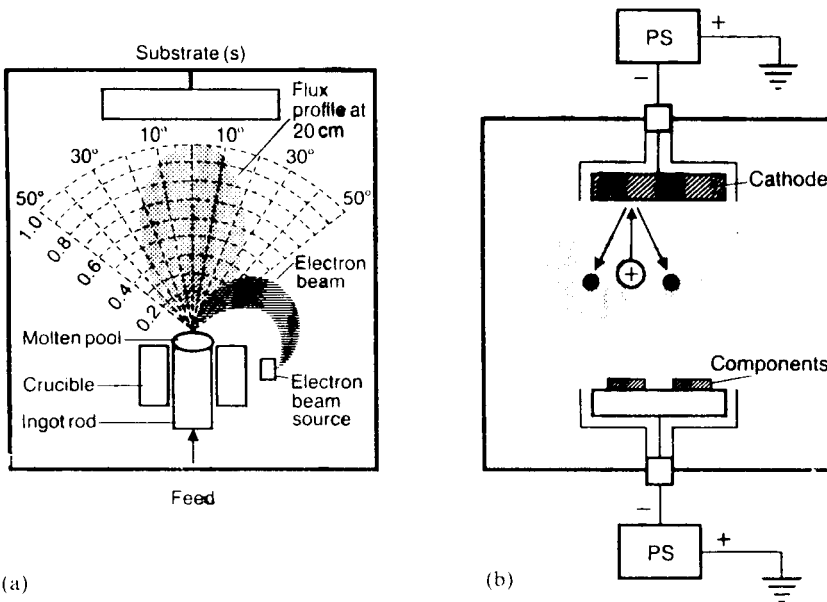 Substrate (s)
Flux
profile at
20 cm
10° 10°
30° 30°
50° 50°
1.0
0.8
0.6
0.4
0.2
Electron
beam
Molten pool
Crucible
Ingot rod
Electron
beam
source
Feed
(a)
PS
+
−
Cathode
+
Components
−
PS
+
(b)